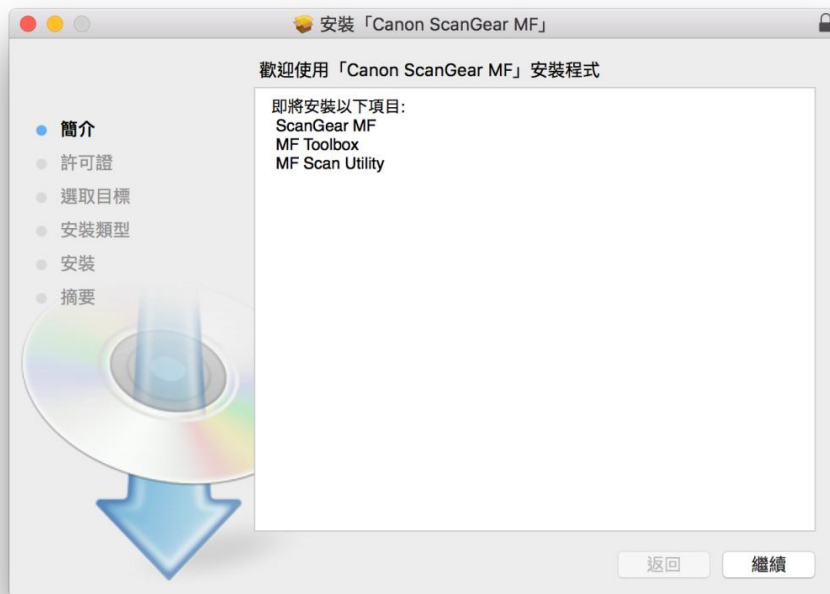 安裝「Canon ScanGear MF」
歡迎使用「Canon ScanGear MF」安裝程式
簡介
許可證
選取目標
安裝類型
安裝
摘要
即將安裝以下項目:
ScanGear MF
MF Toolbox
MF Scan Utility
返回
繼續